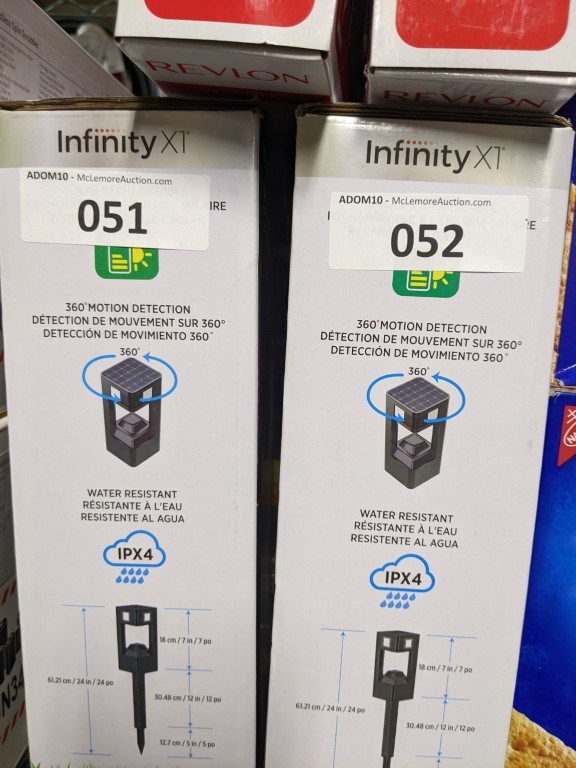 REVLON
REVLON
Infinity X1
ADOM10 - McLemoreAuction.com
051
IRE
360° MOTION DETECTION
DÉTECTION DE MOUVEMENT SUR 360°
DETECCIÓN DE MOVIMIENTO 360°
360°
WATER RESISTANT
RÉSISTANTE À L'EAU
RESISTENTE AL AGUA
IPX4
18 cm / 7 in / 7 po
61.21 cm / 24 in / 24 po
30.48 cm / 12 in / 12 po
12.7 cm / 5 in / 5 po
Infinity X1
ADOM10 - McLemoreAuction.com
052
360° MOTION DETECTION
DÉTECTION DE MOUVEMENT SUR 360°
DETECCIÓN DE MOVIMIENTO 360°
360°
WATER RESISTANT
RÉSISTANTE À L'EAU
RESISTENTE AL AGUA
IPX4
18 cm / 7 in / 7 po
61.21 cm / 24 in / 24 po
30.48 cm / 12 in / 12 po